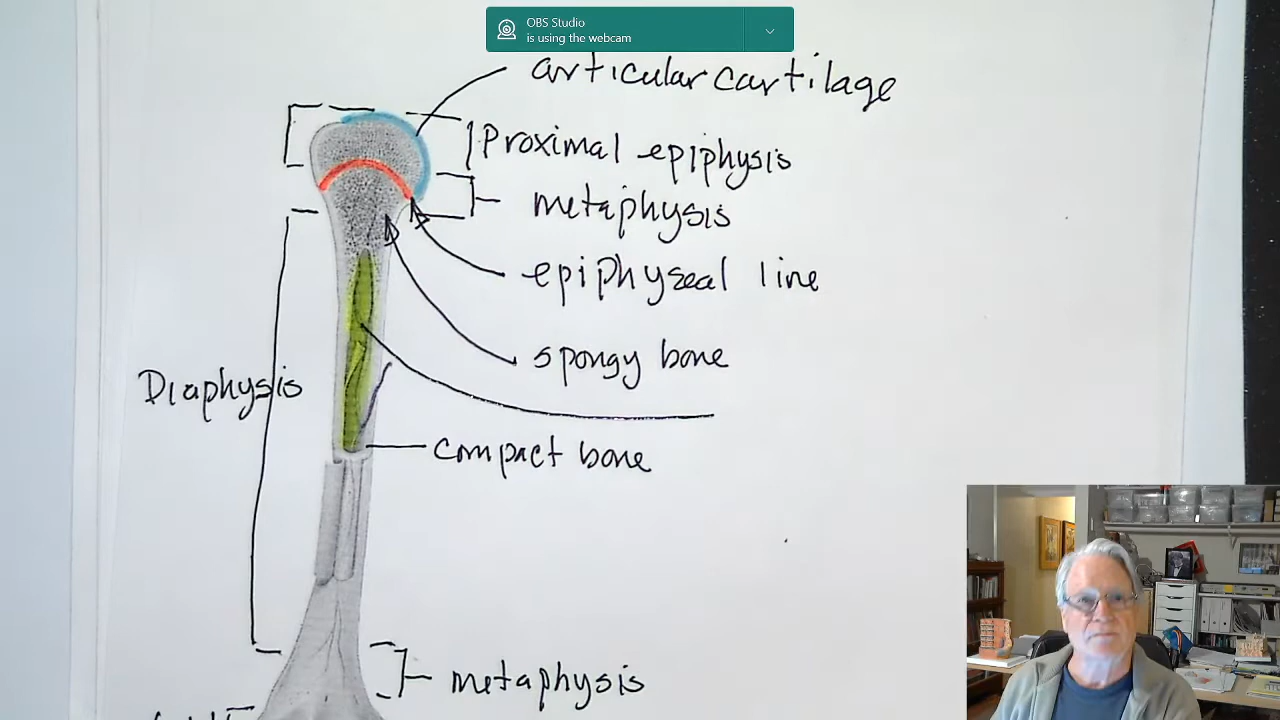 OBS Studio
is using the webcam
articular cartilage
Proximal epiphysis
metaphysis
epiphyseal line
spongy bone
Diaphysis
compact bone
metaphysis